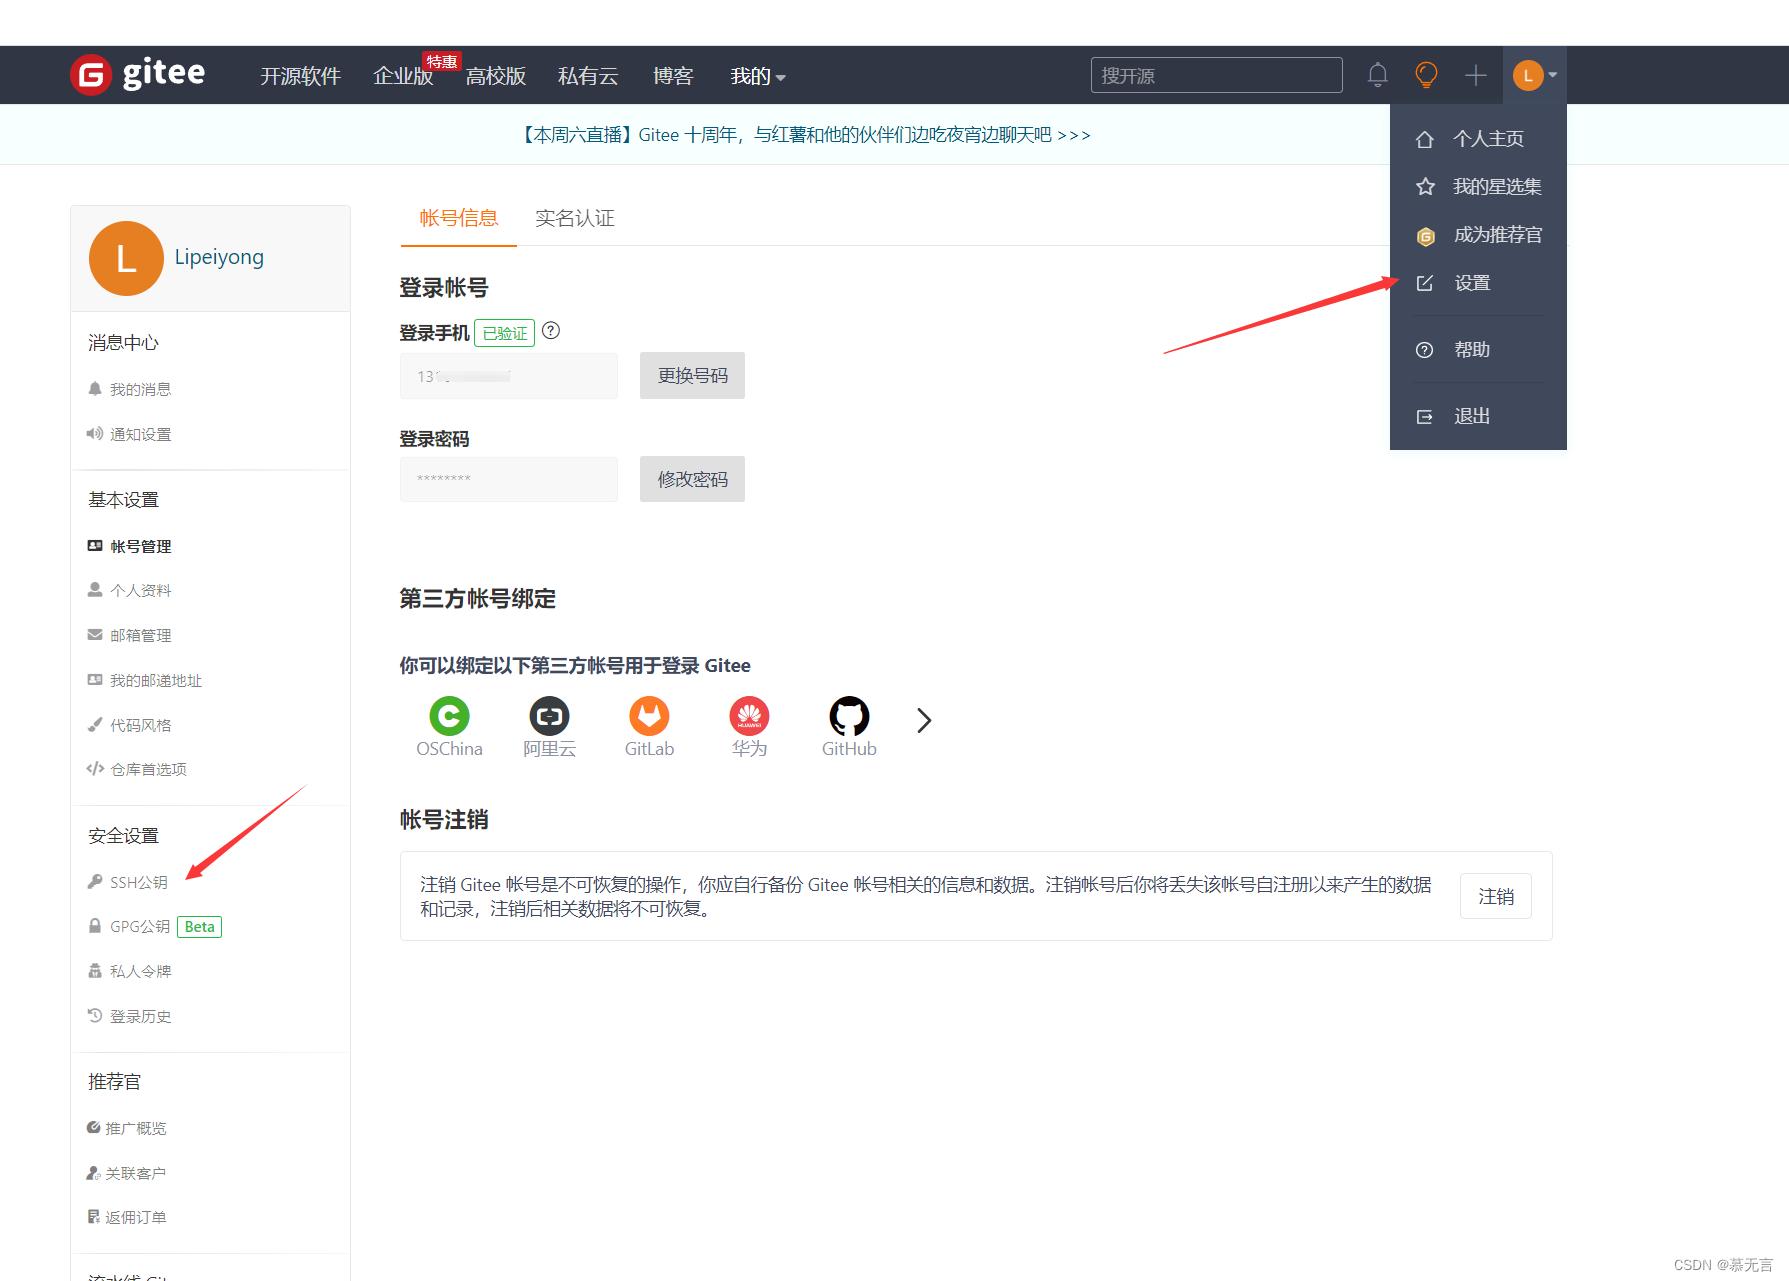 gitee
开源软件
企业版
特惠
高校版
私有云
博客
我的
搜开源
L
【本周六直播】Gitee 十周年，与红薯和他的伙伴们边吃夜宵边聊天吧 >>>
个人主页
我的星选集
成为推荐官
设置
帮助
退出
L
Lipeiyong
消息中心
我的消息
通知设置
基本设置
帐号管理
个人资料
邮箱管理
我的邮递地址
代码风格
仓库首选项
安全设置
SSH公钥
GPG公钥 Beta
私人令牌
登录历史
推荐官
推广概览
关联客户
返佣订单
帐号信息
实名认证
登录帐号
登录手机 已验证 ?
13
更换号码
登录密码
********
修改密码
第三方帐号绑定
你可以绑定以下第三方帐号用于登录 Gitee
HUAWEI
OSChina
阿里云
GitLab
华为
GitHub
帐号注销
注销 Gitee 帐号是不可恢复的操作，你应自行备份 Gitee 帐号相关的信息和数据。注销帐号后你将丢失该帐号自注册以来产生的数据
和记录，注销后相关数据将不可恢复。
注销
CSDN @慕无言